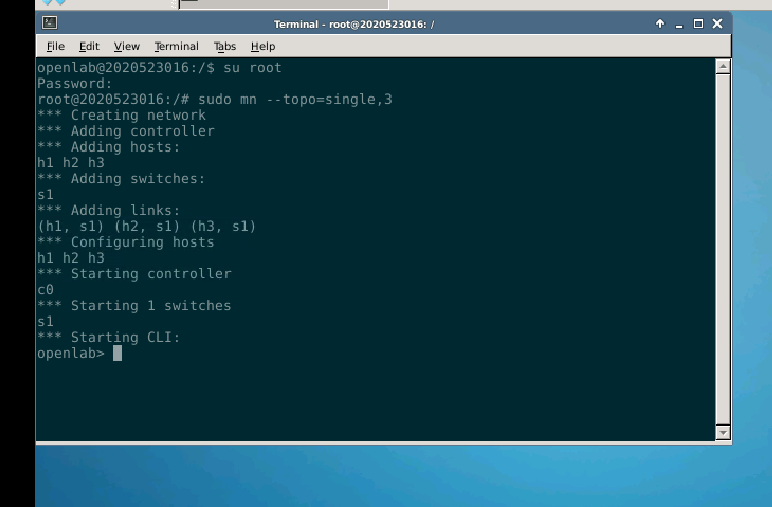 Terminal - root@2020523016: /
File Edit View Terminal Tabs Help
openlab@2020523016:/$ su root
Password:
root@2020523016:/# sudo mn --topo=single,3
*** Creating network
*** Adding controller
*** Adding hosts:
h1 h2 h3
*** Adding switches:
s1
*** Adding links:
(h1, s1) (h2, s1) (h3, s1)
*** Configuring hosts
h1 h2 h3
*** Starting controller
c0
*** Starting 1 switches
s1
*** Starting CLI:
openlab>